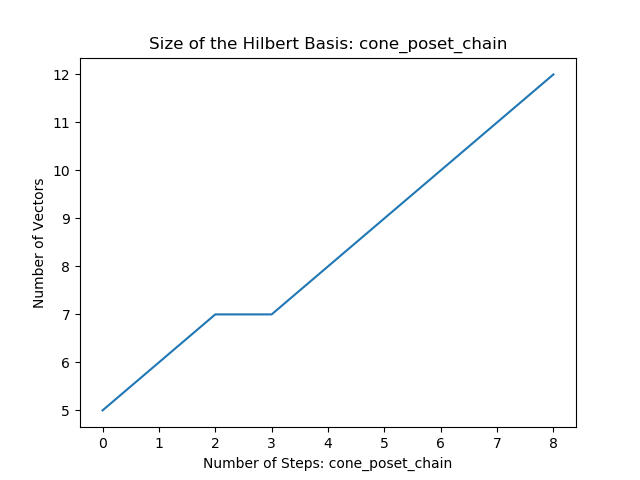 Size of the Hilbert Basis: cone_poset_chain
12
11
10
9
8
7
6
5
Number of Vectors
0 1 2 3 4 5 6 7 8
Number of Steps: cone_poset_chain